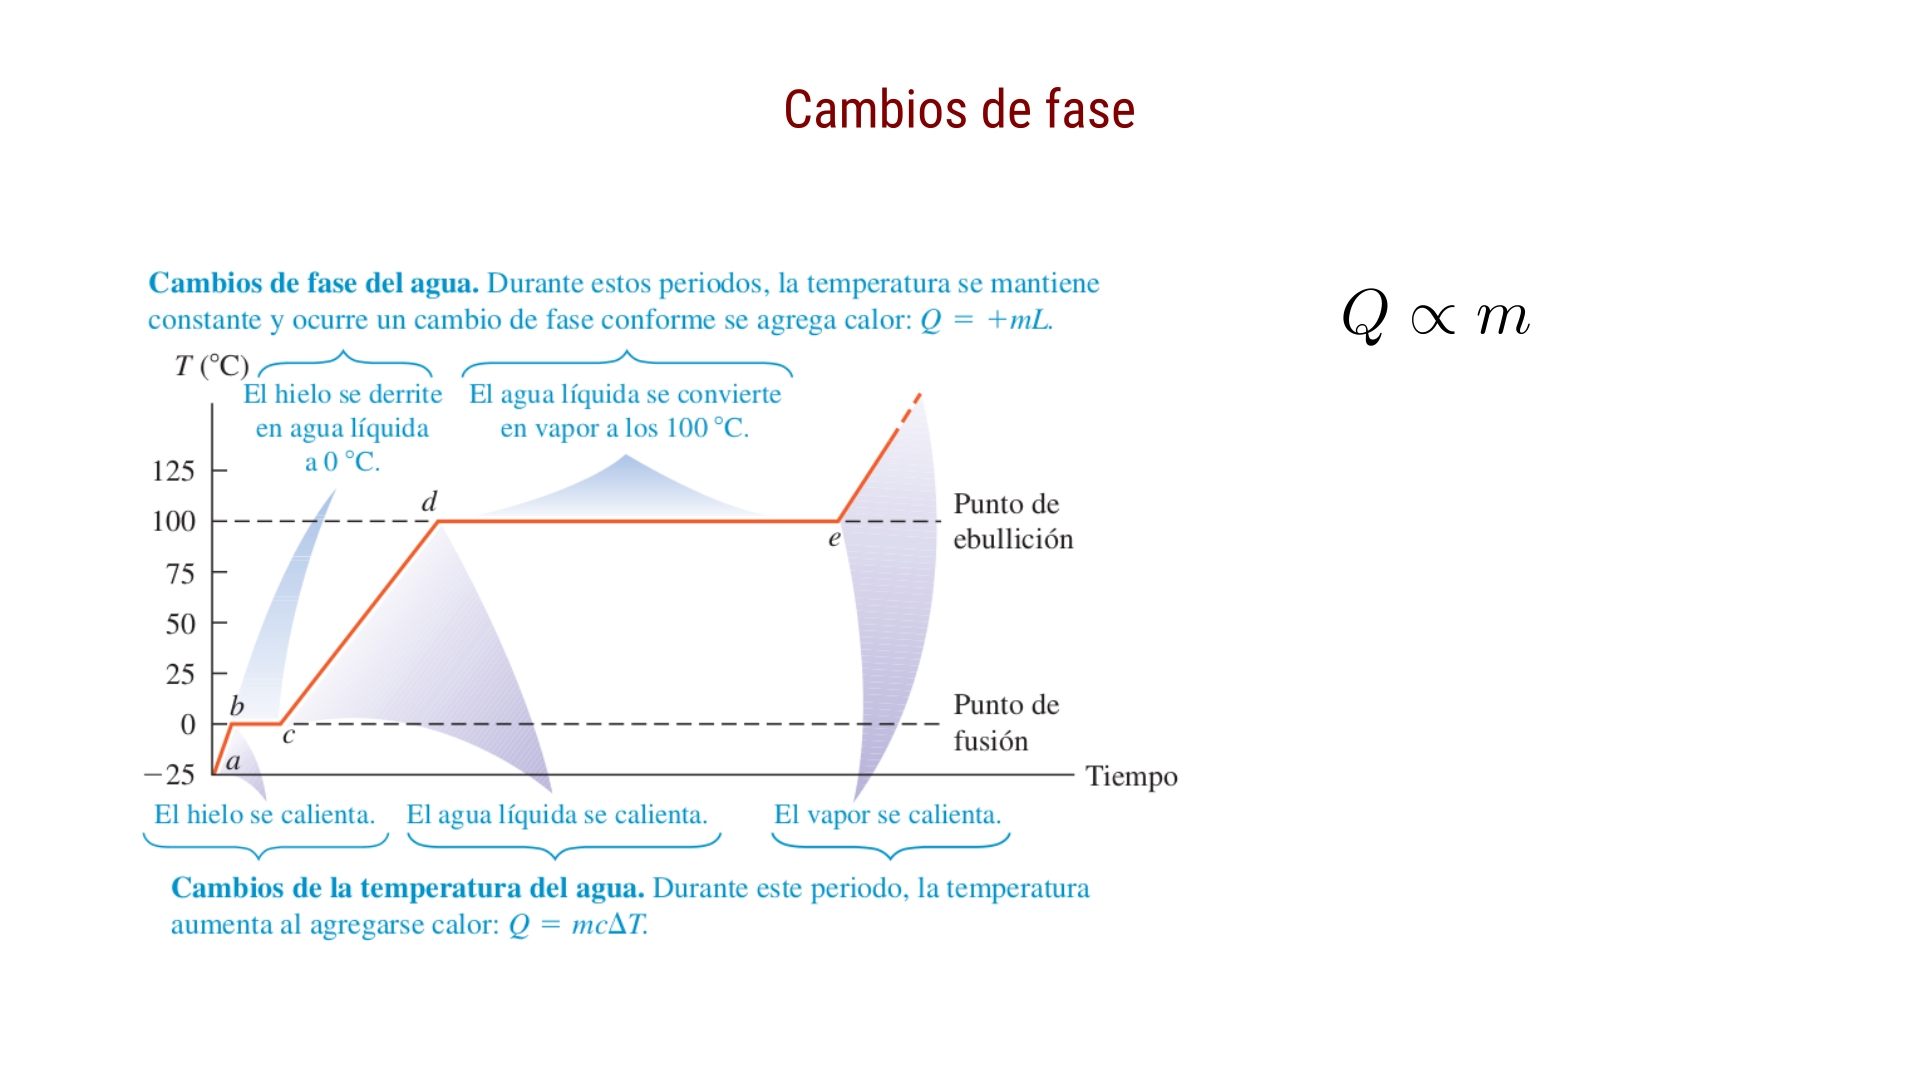 Cambios de fase
Cambios de fase del agua. Durante estos periodos, la temperatura se mantiene
constante y ocurre un cambio de fase conforme se agrega calor: Q = +mL.
Q ∝ m
T (°C)
El hielo se derrite
en agua líquida
a 0 °C.
El agua líquida se convierte
en vapor a los 100 °C.
125
100
75
50
25
0
−25
a
b
c
d
e
Punto de
ebullición
Punto de
fusión
Tiempo
El hielo se calienta.
El agua líquida se calienta.
El vapor se calienta.
Cambios de la temperatura del agua. Durante este periodo, la temperatura
aumenta al agregarse calor: Q = mcΔT.